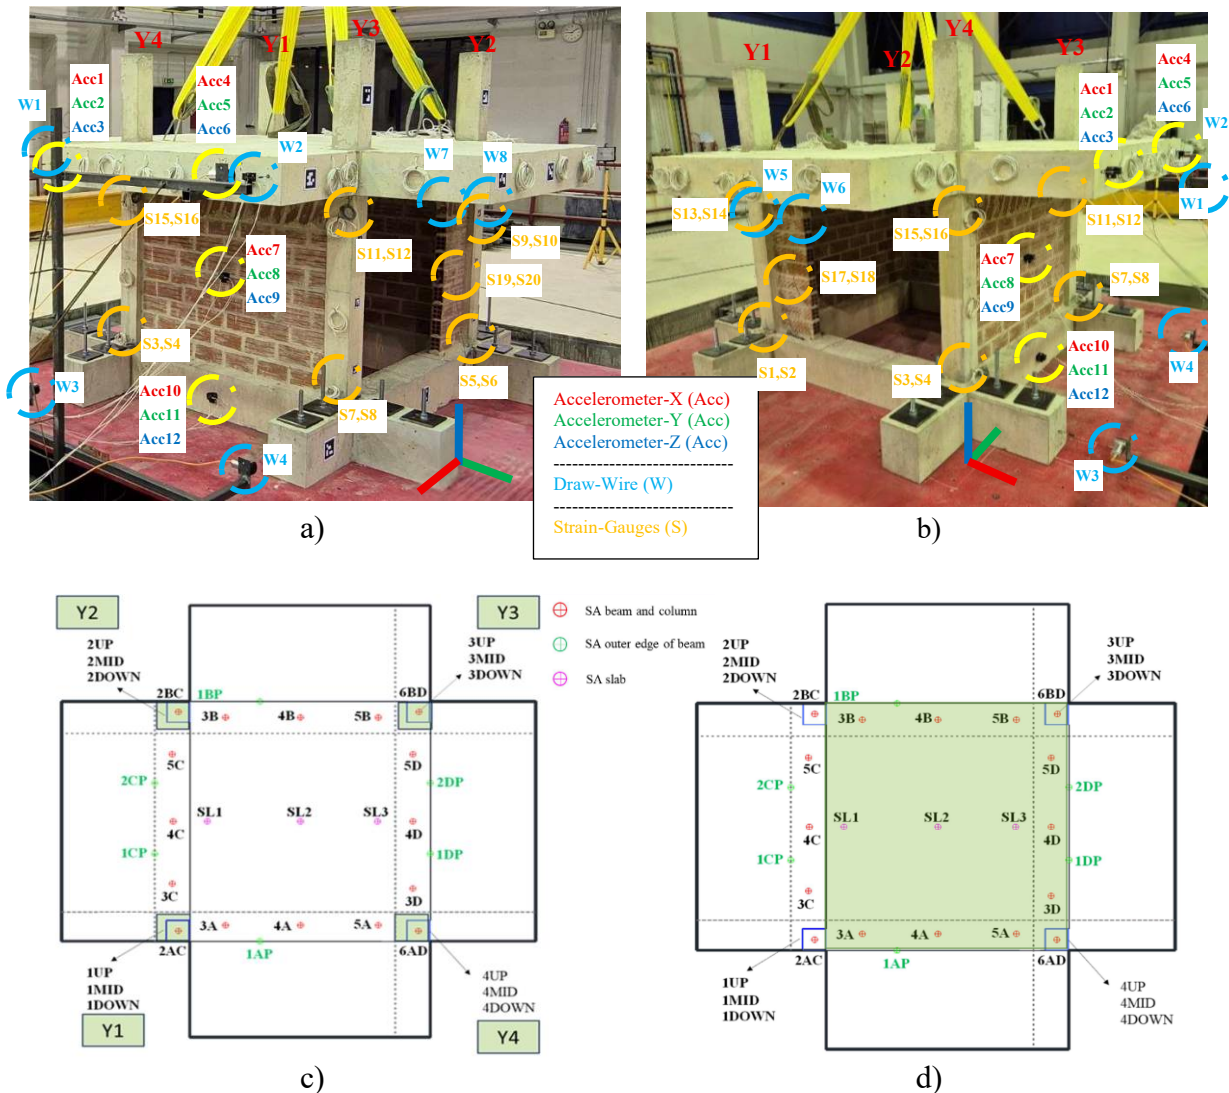 Y4
Y1
Y3
Y2
Acc1
Acc2
Acc3
Acc4
Acc5
Acc6
W1
W2
W7
W8
S15,S16
S11,S12
S9,S10
Acc7
Acc8
Acc9
S19,S20
S3,S4
S5,S6
W3
Acc10
Acc11
Acc12
S7,S8
W4
a)
Y1
Y2
Y4
Y3
Acc1
Acc2
Acc3
Acc4
Acc5
Acc6
W2
W1
W5
W6
S13,S14
S15,S16
S11,S12
Acc7
Acc8
Acc9
S17,S18
S7,S8
S1,S2
S3,S4
Acc10
Acc11
Acc12
W4
W3
b)
Accelerometer-X (Acc)
Accelerometer-Y (Acc)
Accelerometer-Z (Acc)
------------------------------
Draw-Wire (W)
------------------------------
Strain-Gauges (S)
Y2
Y3
2UP
2MID
2DOWN
3UP
3MID
3DOWN
2BC
1BP
6BD
3B
4B
5B
5C
5D
2CP
2DP
SL1
SL2
SL3
4C
4D
1CP
1DP
3C
3D
3A
4A
5A
2AC
1AP
6AD
1UP
1MID
1DOWN
4UP
4MID
4DOWN
Y1
Y4
c)
SA beam and column
SA outer edge of beam
SA slab
2UP
2MID
2DOWN
3UP
3MID
3DOWN
2BC
1BP
6BD
3B
4B
5B
5C
5D
2CP
2DP
SL1
SL2
SL3
4C
4D
1CP
1DP
3C
3D
3A
4A
5A
2AC
1AP
6AD
1UP
1MID
1DOWN
4UP
4MID
4DOWN
d)